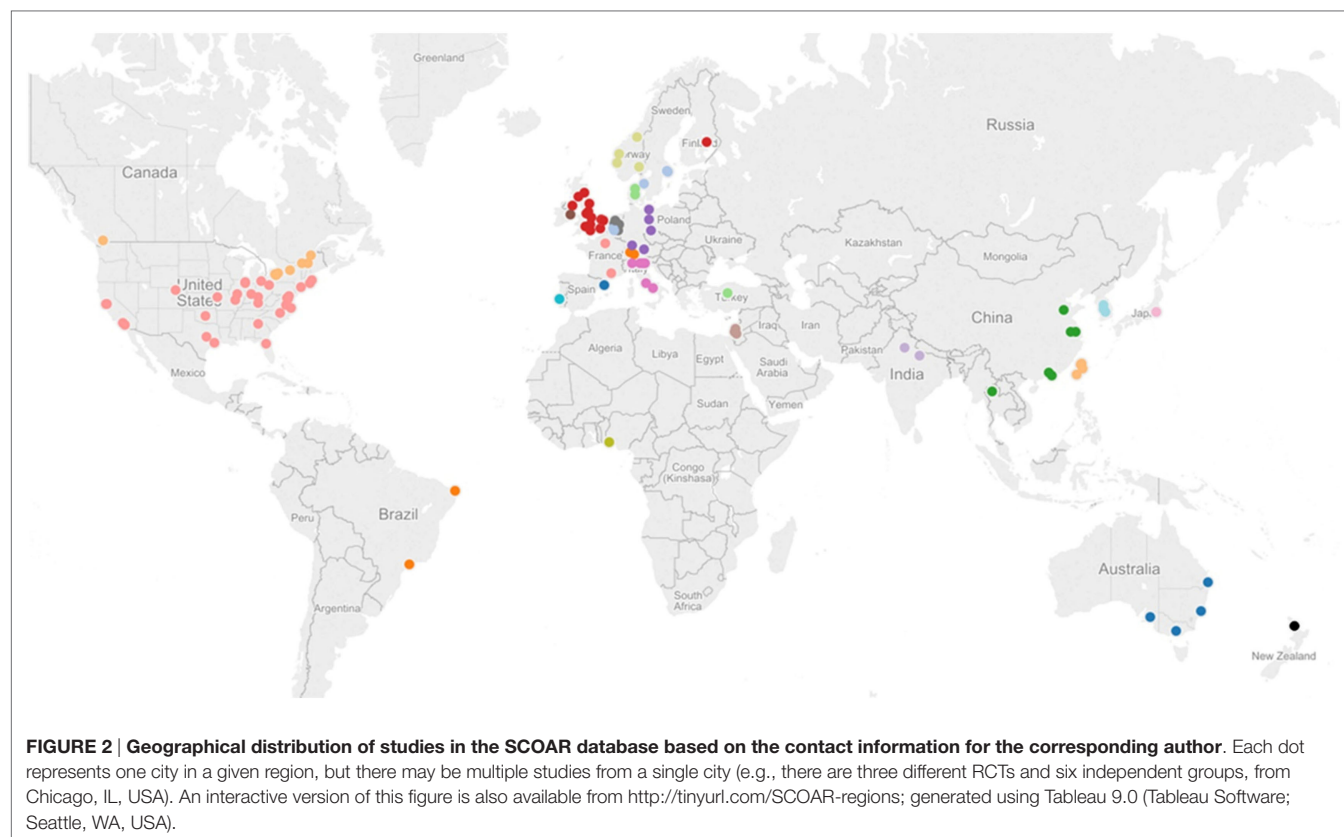 Greenland
Sweden
Finland
Russia
Norway
Canada
Poland
Ukraine
Kazakhstan
France
Mongolia
United
States
Spain
Turkey
China
Japan
Iraq
Iran
Algeria
Libya
Egypt
Pakistan
Saudi
Arabia
India
Mexico
Sudan
Yemen
Congo
(Kinshasa)
Peru
Brazil
Australia
South
Africa
Argentina
New Zealand
FIGURE 2 | Geographical distribution of studies in the SCOAR database based on the contact information for the corresponding author. Each dot
represents one city in a given region, but there may be multiple studies from a single city (e.g., there are three different RCTs and six independent groups, from
Chicago, IL, USA). An interactive version of this figure is also available from http://tinyurl.com/SCOAR-regions; generated using Tableau 9.0 (Tableau Software;
Seattle, WA, USA).